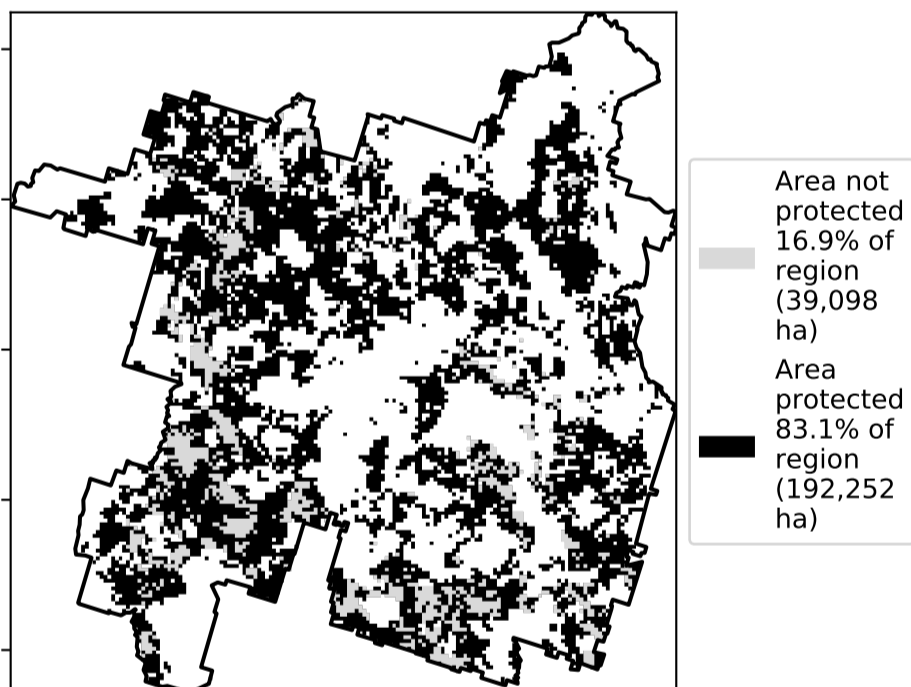 Area not
protected
16.9% of
region
(39,098
ha)
Area
protected
83.1% of
region
(192,252
ha)